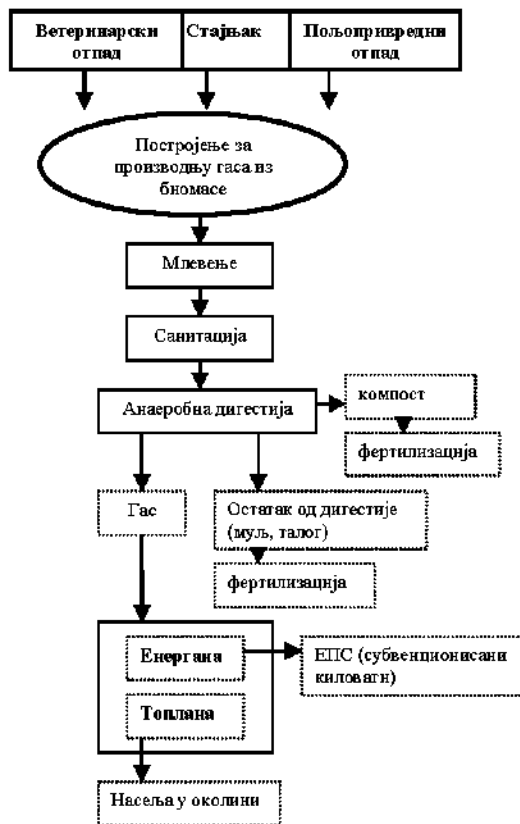 Ветеринарски отпад
Стајњак
Пољопривредни отпад
Постројење за
производњу гаса из
биомасе
Млевење
Санитација
Анаеробна дигестија
компост
фертилизација
Гас
Остатак од дигестије
(муљ, талог)
фертилизација
Енергана
ЕПС (субвенционисани
киловати)
Топлана
Насеља у околини